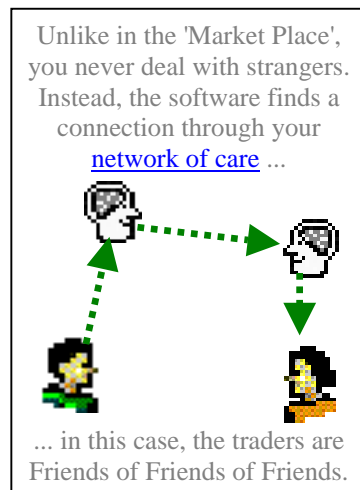 Unlike in the 'Market Place',
you never deal with strangers.
Instead, the software finds a
connection through your
network of care ...
... in this case, the traders are
Friends of Friends of Friends.